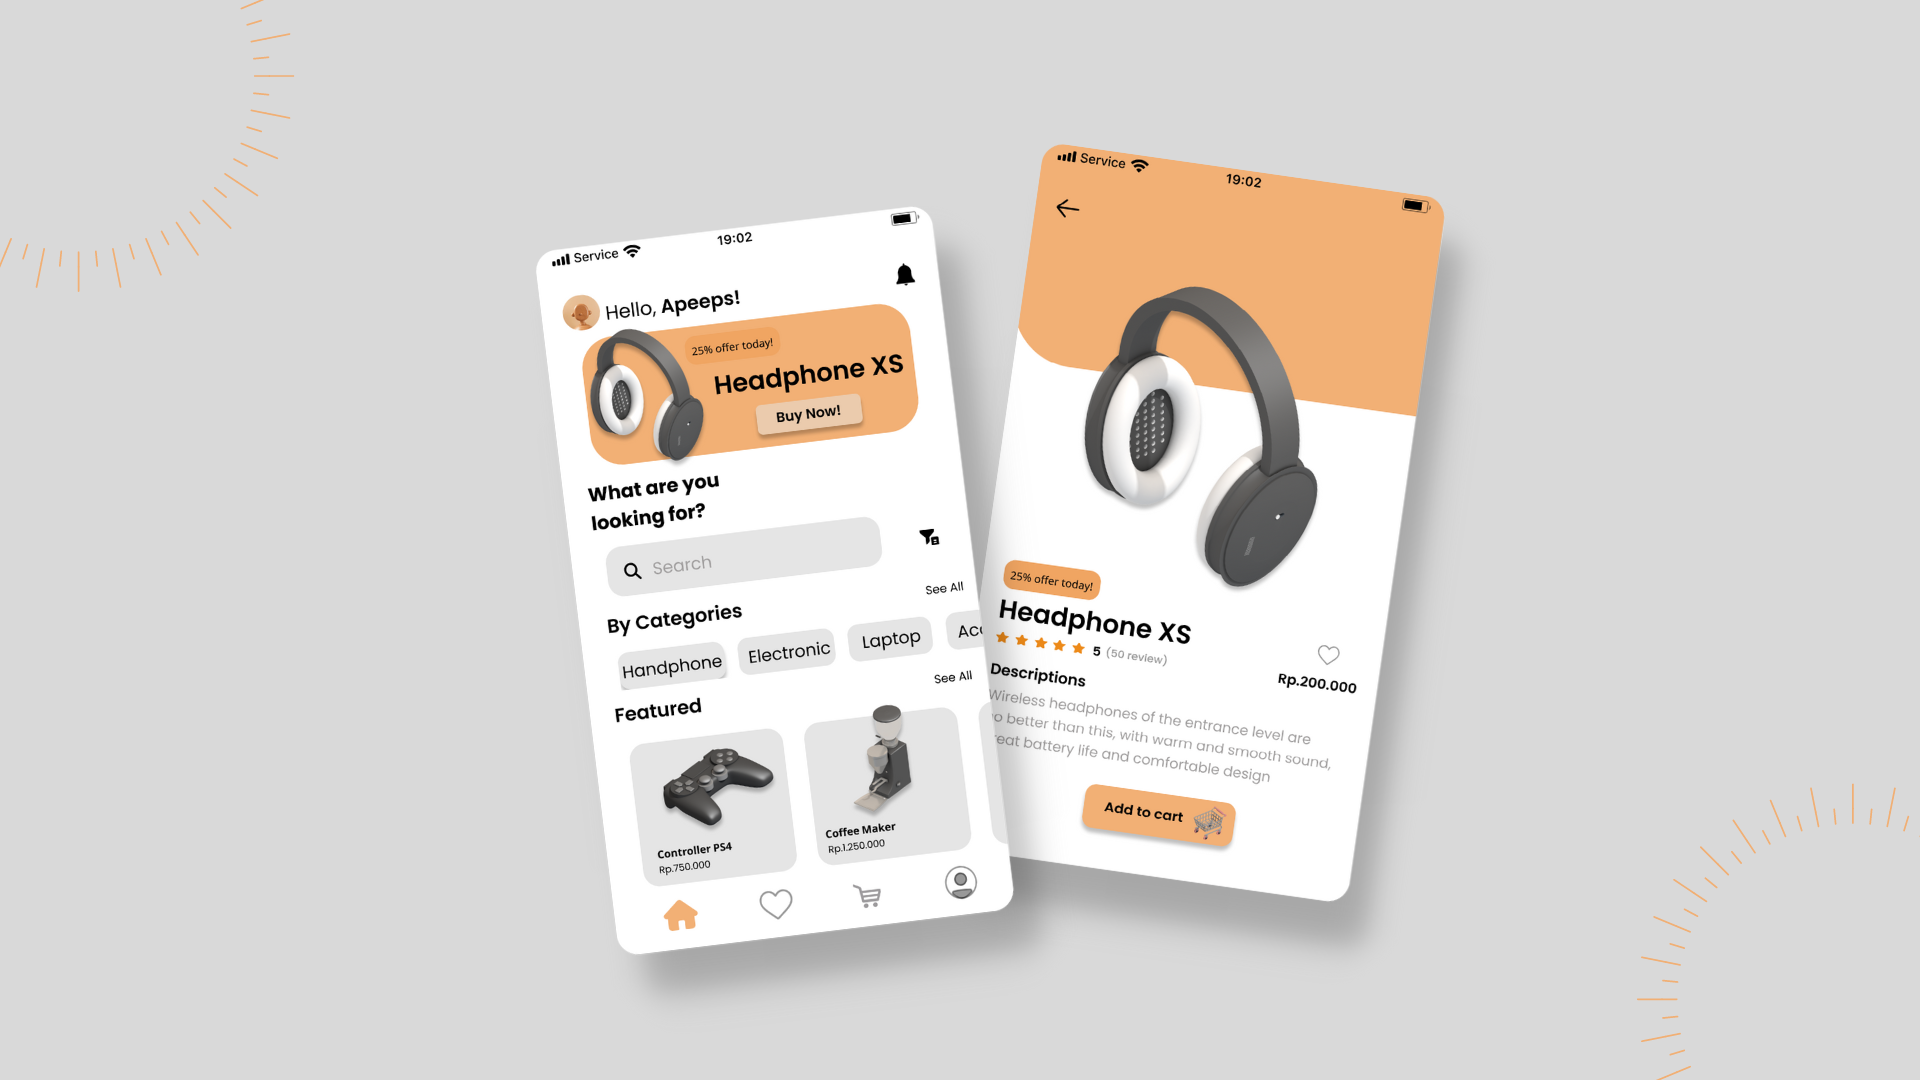 Service
19:02
Hello, Apeeps!
25% offer today!
Headphone XS
Buy Now!
What are you
looking for?
Search
See All
By Categories
Handphone
Electronic
Laptop
See All
Featured
Controller PS4
Rp.750.000
Coffee Maker
Rp.1.250.000
Service
19:02
25% offer today!
Headphone XS
5 (50 review)
Rp.200.000
Descriptions
Wireless headphones of the entrance level are
better than this, with warm and smooth sound,
battery life and comfortable design
Add to cart